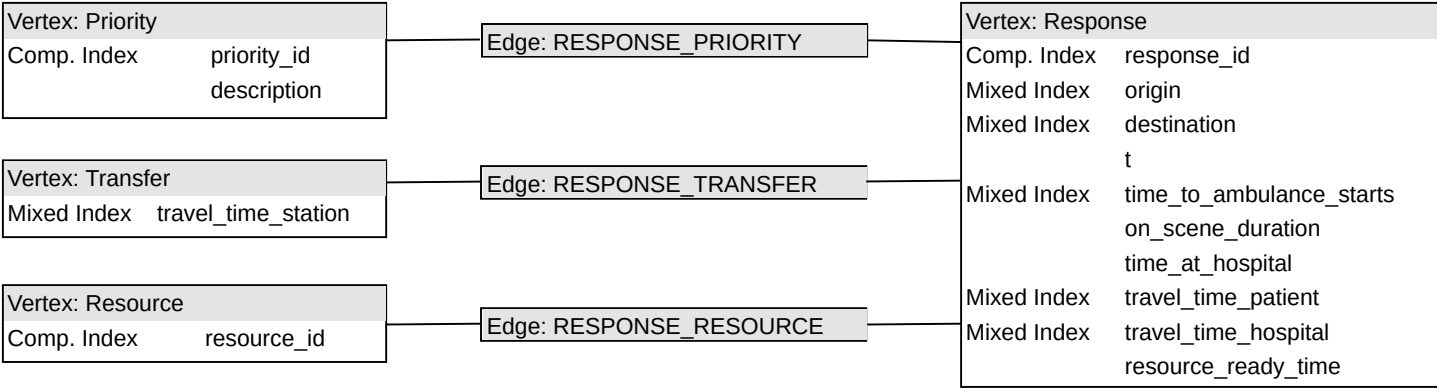 Vertex: Priority
Comp. Index priority_id
description
Edge: RESPONSE_PRIORITY
Vertex: Transfer
Mixed Index travel_time_station
Edge: RESPONSE_TRANSFER
Vertex: Resource
Comp. Index resource_id
Edge: RESPONSE_RESOURCE
Vertex: Response
Comp. Index response_id
Mixed Index origin
Mixed Index destination
t
Mixed Index time_to_ambulance_starts
on_scene_duration
time_at_hospital
Mixed Index travel_time_patient
Mixed Index travel_time_hospital
resource_ready_time